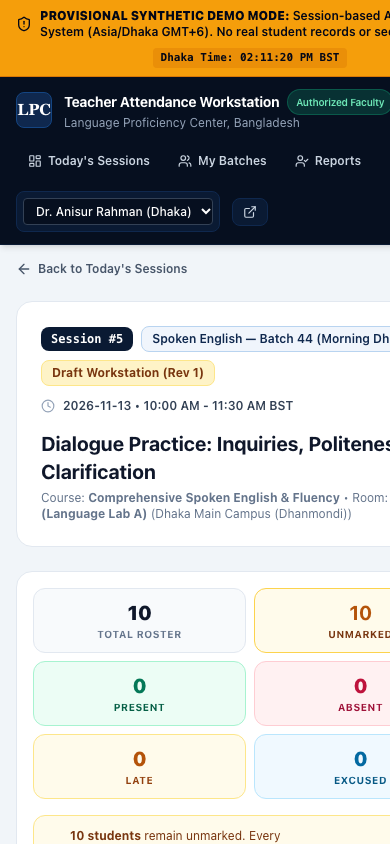 PROVISIONAL SYNTHETIC DEMO MODE: Session-based
System (Asia/Dhaka GMT+6). No real student records or
Dhaka Time: 02:11:20 PM BST
LPC
Teacher Attendance Workstation
Authorized Faculty
Language Proficiency Center, Bangladesh
Today's Sessions
My Batches
Reports
Dr. Anisur Rahman (Dhaka)
Back to Today's Sessions
Session #5
Spoken English — Batch 44 (Morning
Draft Workstation (Rev 1)
2026-11-13 • 10:00 AM - 11:30 AM BST
Dialogue Practice: Inquiries,
Clarification
Course: Comprehensive Spoken English & Fluency • Room:
(Language Lab A) (Dhaka Main Campus (Dhanmondi))
10
TOTAL ROSTER
10
UNMARKED
0
PRESENT
0
ABSENT
0
LATE
0
EXCUSED
10 students remain unmarked. Every